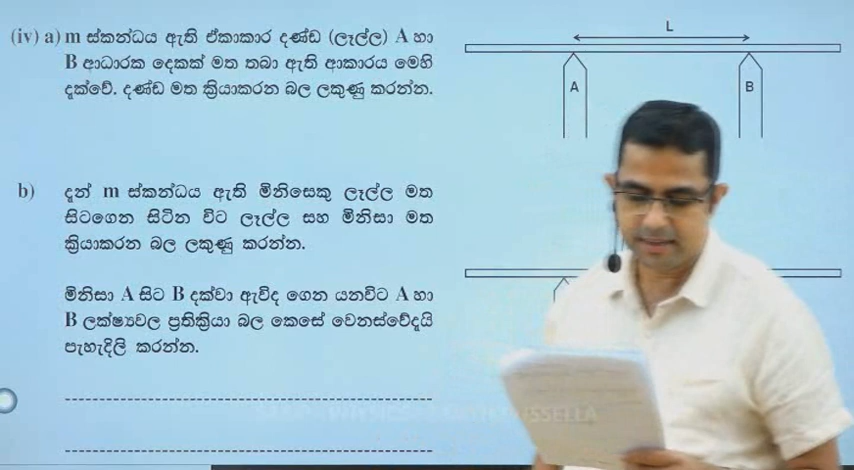 (iv) a) m ස්කන්ධය ඇති ඒකාකාර දණ්ඩ (ලෑල්ල) A හා
B ආධාරක දෙකක් මත තබා ඇති ආකාරය මෙහි
දැක්වේ. දණ්ඩ මත ක්‍රියාකරන බල ලකුණු කරන්න.
L
A
B
b) දැන් m ස්කන්ධය ඇති මිනිසෙකු ලෑල්ල මත
සිටගෙන සිටින විට ලෑල්ල සහ මිනිසා මත
ක්‍රියාකරන බල ලකුණු කරන්න.
මිනිසා A සිට B දක්වා ඇවිද ගෙන යනවිට A හා
B ලක්ෂ්‍යවල ප්‍රතික්‍රියා බල කෙසේ වෙනස්වේදැයි
පැහැදිලි කරන්න.